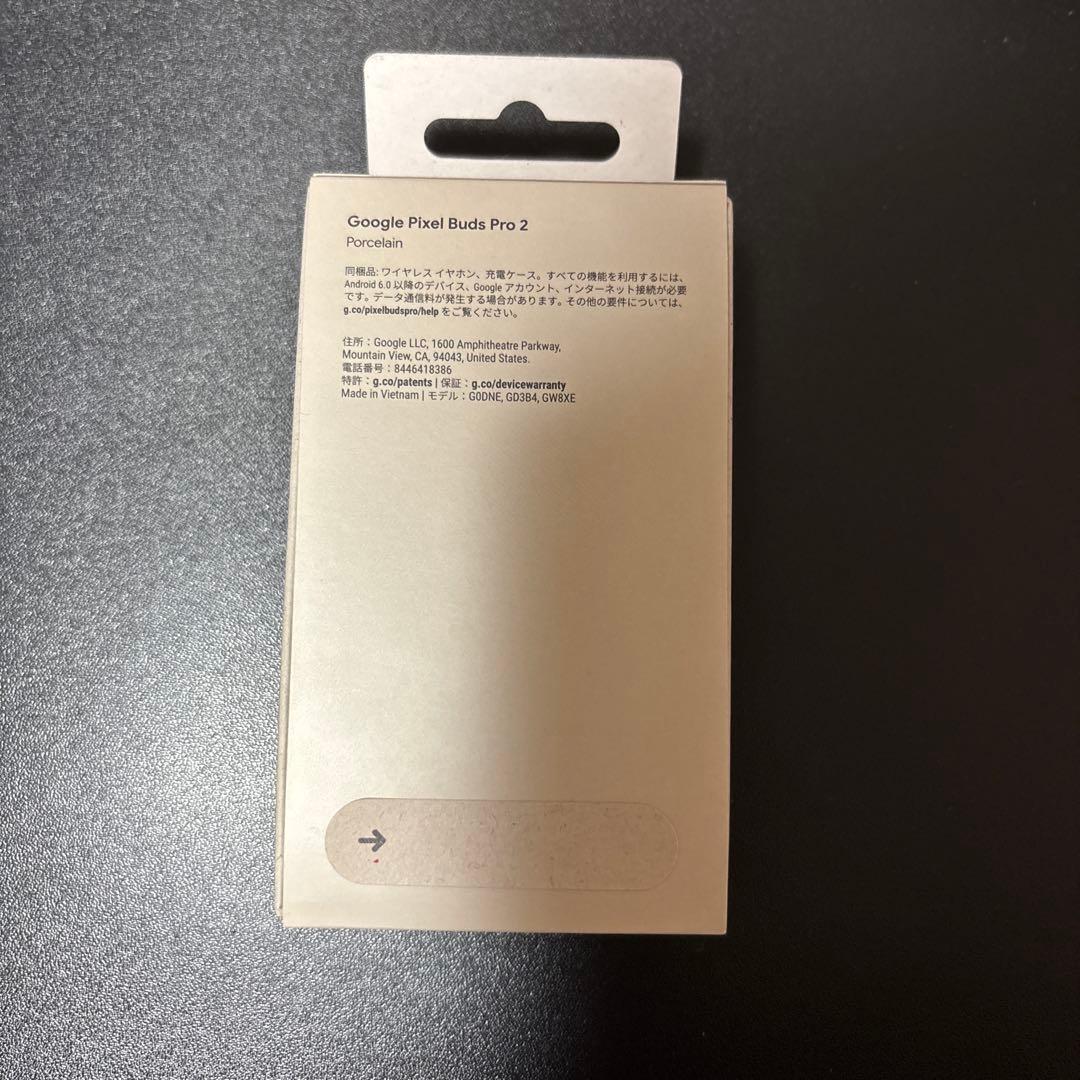 Google Pixel Buds Pro 2
Porcelain
同梱品: ワイヤレス イヤホン、充電ケース。すべての機能を利用するには、
Android 6.0 以降のデバイス、Google アカウント、インターネット接続が必要
です。データ通信料が発生する場合があります。その他の要件については、
g.co/pixelbudspro/help をご覧ください。
住所：Google LLC, 1600 Amphitheatre Parkway,
Mountain View, CA, 94043, United States.
電話番号：8446418386
特許：g.co/patents | 保証：g.co/devicewarranty
Made in Vietnam | モデル：G0DNE, GD3B4, GW8XE